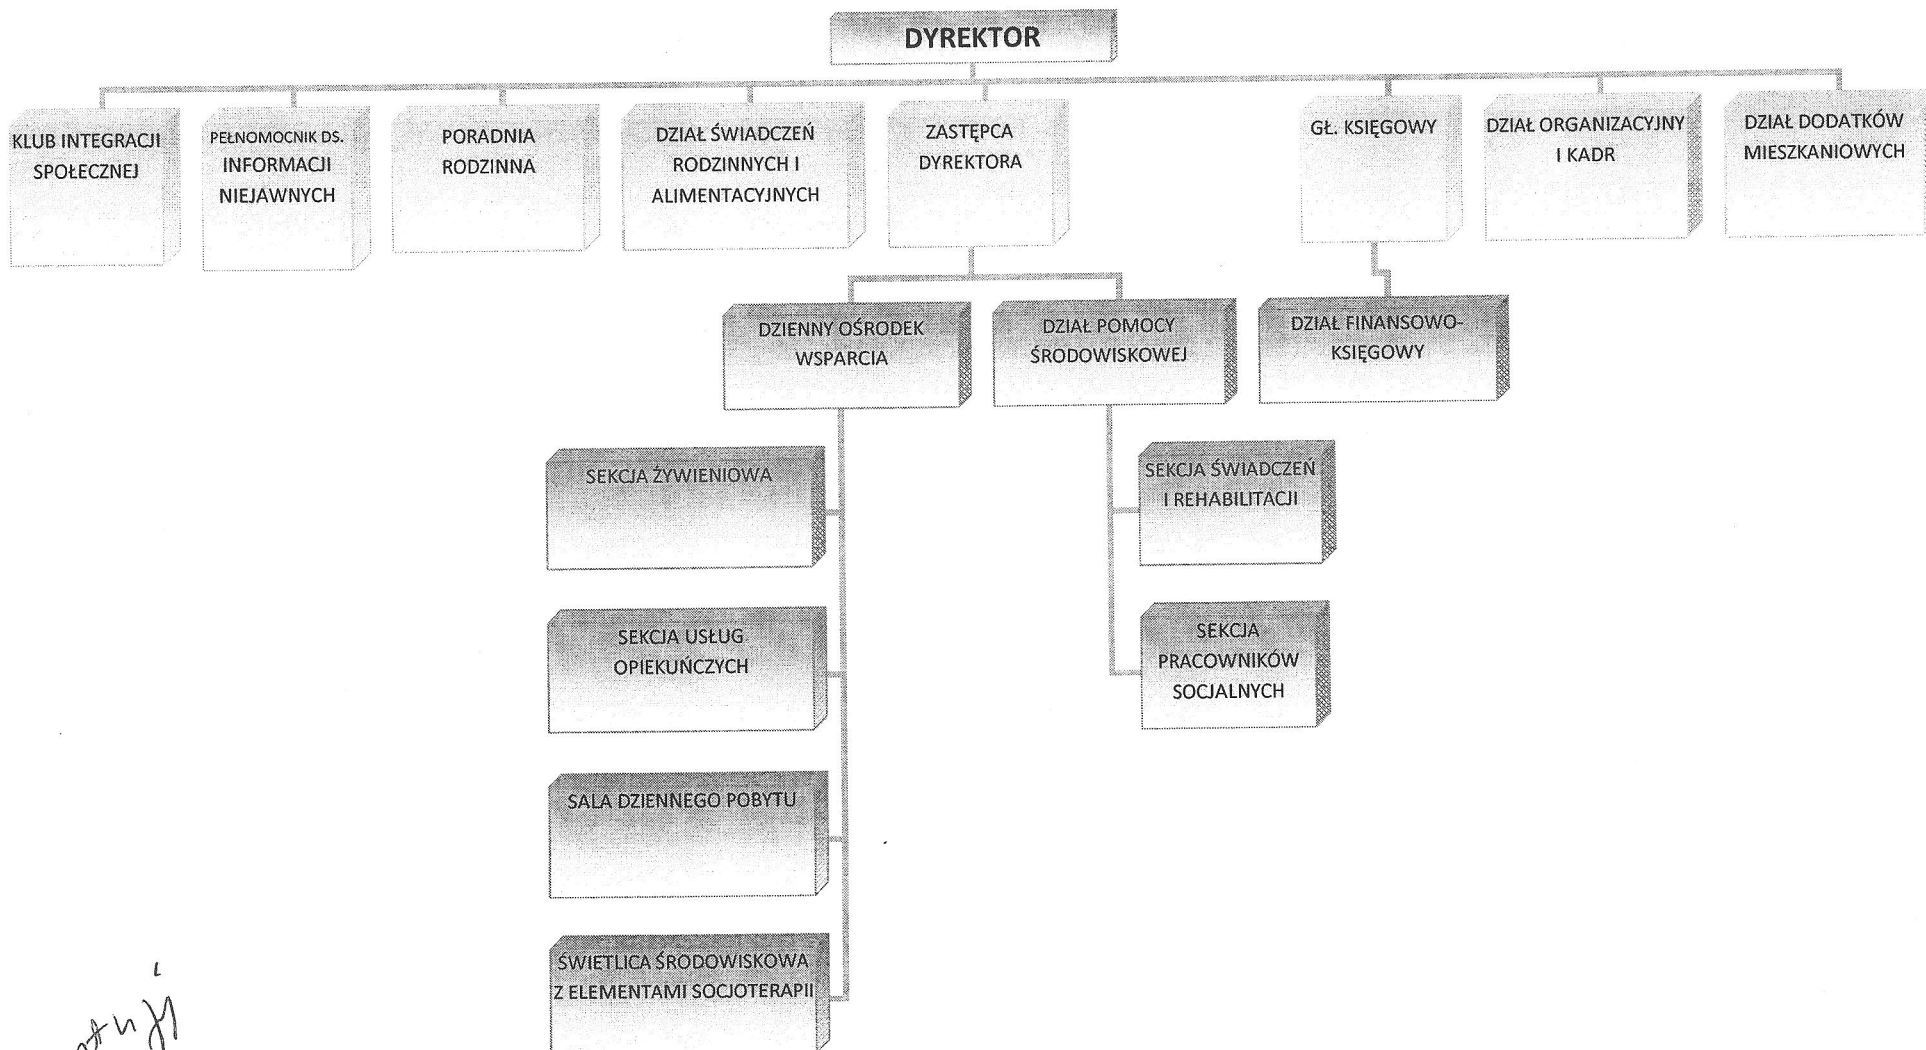 DYREKTOR
KLUB INTEGRACJI
SPOŁECZNEJ
PEŁNOMOCNIK DS.
INFORMACJI
NIEJAWNYCH
PORADNIA
RODZINNA
DZIAŁ ŚWIADCZEŃ
RODZINNYCH I
ALIMENTACYJNYCH
ZASTĘPCA
DYREKTORA
GŁ. KSIĘGOWY
DZIAŁ ORGANIZACYJNY
I KADR
DZIAŁ DODATKÓW
MIESZKANIOWYCH
DZIENNY OŚRODEK
WSPARCIA
DZIAŁ POMOCY
ŚRODOWISKOWEJ
DZIAŁ FINANSOWO-
KSIĘGOWY
SEKCJA ŻYWIENIOWA
SEKCJA USŁUG
OPIEKUŃCZYCH
SALA DZIENNEGO POBYTU
ŚWIETLICA ŚRODOWISKOWA
Z ELEMENTAMI SOCJOTERAPII
SEKCJA ŚWIADCZEŃ
I REHABILITACJI
SEKCJA
PRACOWNIKÓW
SOCJALNYCH